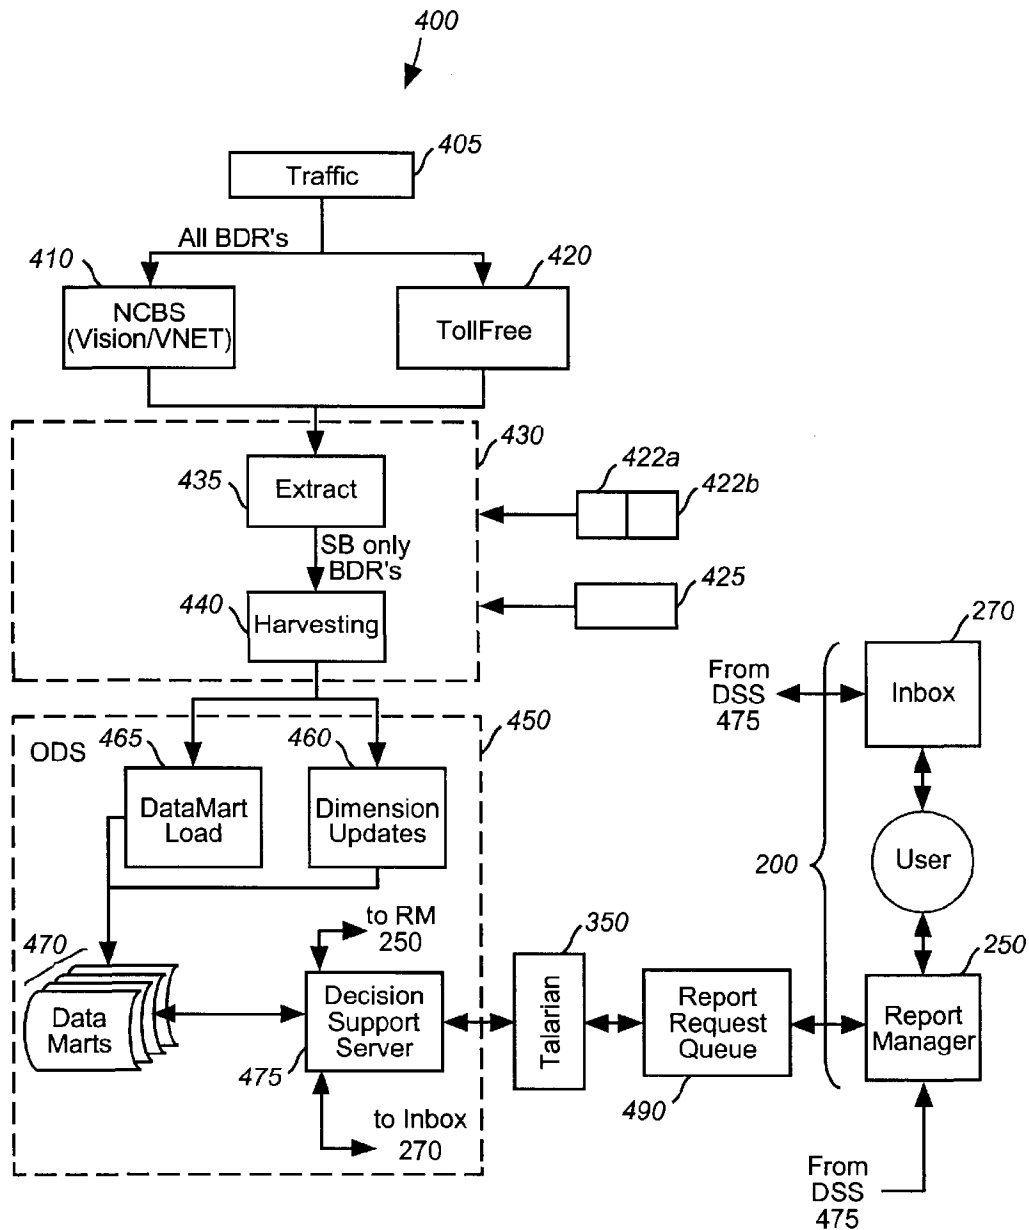 400
405
Traffic
All BDR's
410
420
NCBS
(Vision/VNET)
TollFree
430
435
Extract
422a
422b
SB only
BDR's
425
440
Harvesting
270
From
DSS
475
Inbox
450
ODS
465
460
DataMart
Load
Dimension
Updates
200
User
to RM
250
350
250
470
Data
Marts
Decision
Support
Server
475
Talarian
Report
Request
Queue
490
Report
Manager
to Inbox
270
From
DSS
475